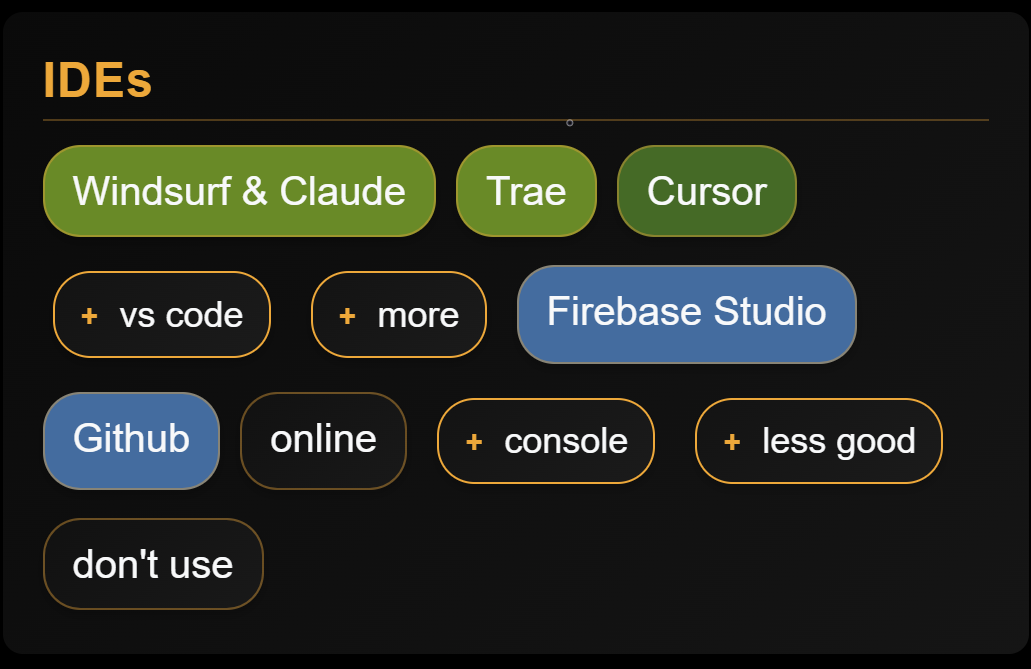 IDEs
Windsurf & Claude Trae Cursor
+ vs code + more Firebase Studio
Github online + console + less good
don't use